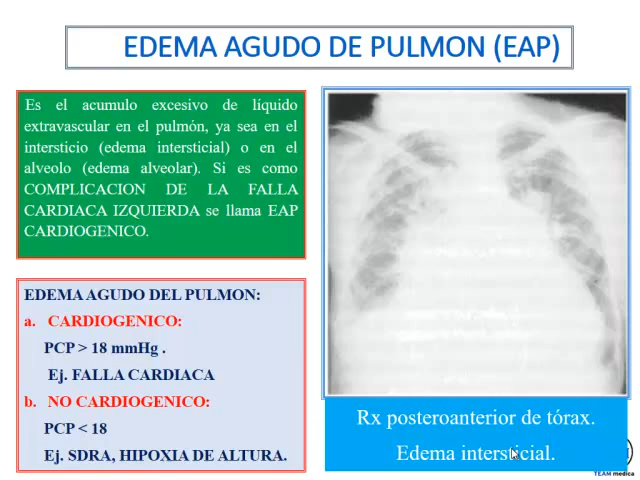 EDEMA AGUDO DE PULMON (EAP)
Es el acumulo excesivo de líquido
extravascular en el pulmón, ya sea en el
intersticio (edema intersticial) o en el
alveolo (edema alveolar). Si es como
COMPLICACION DE LA FALLA
CARDIACA IZQUIERDA se llama EAP
CARDIOGENICO.
EDEMA AGUDO DEL PULMON:
a. CARDIOGENICO:
PCP > 18 mmHg .
Ej. FALLA CARDIACA
b. NO CARDIOGENICO:
PCP < 18
Ej. SDRA, HIPOXIA DE ALTURA.
Rx posteroanterior de tórax.
Edema intersticial.
TEAM medica